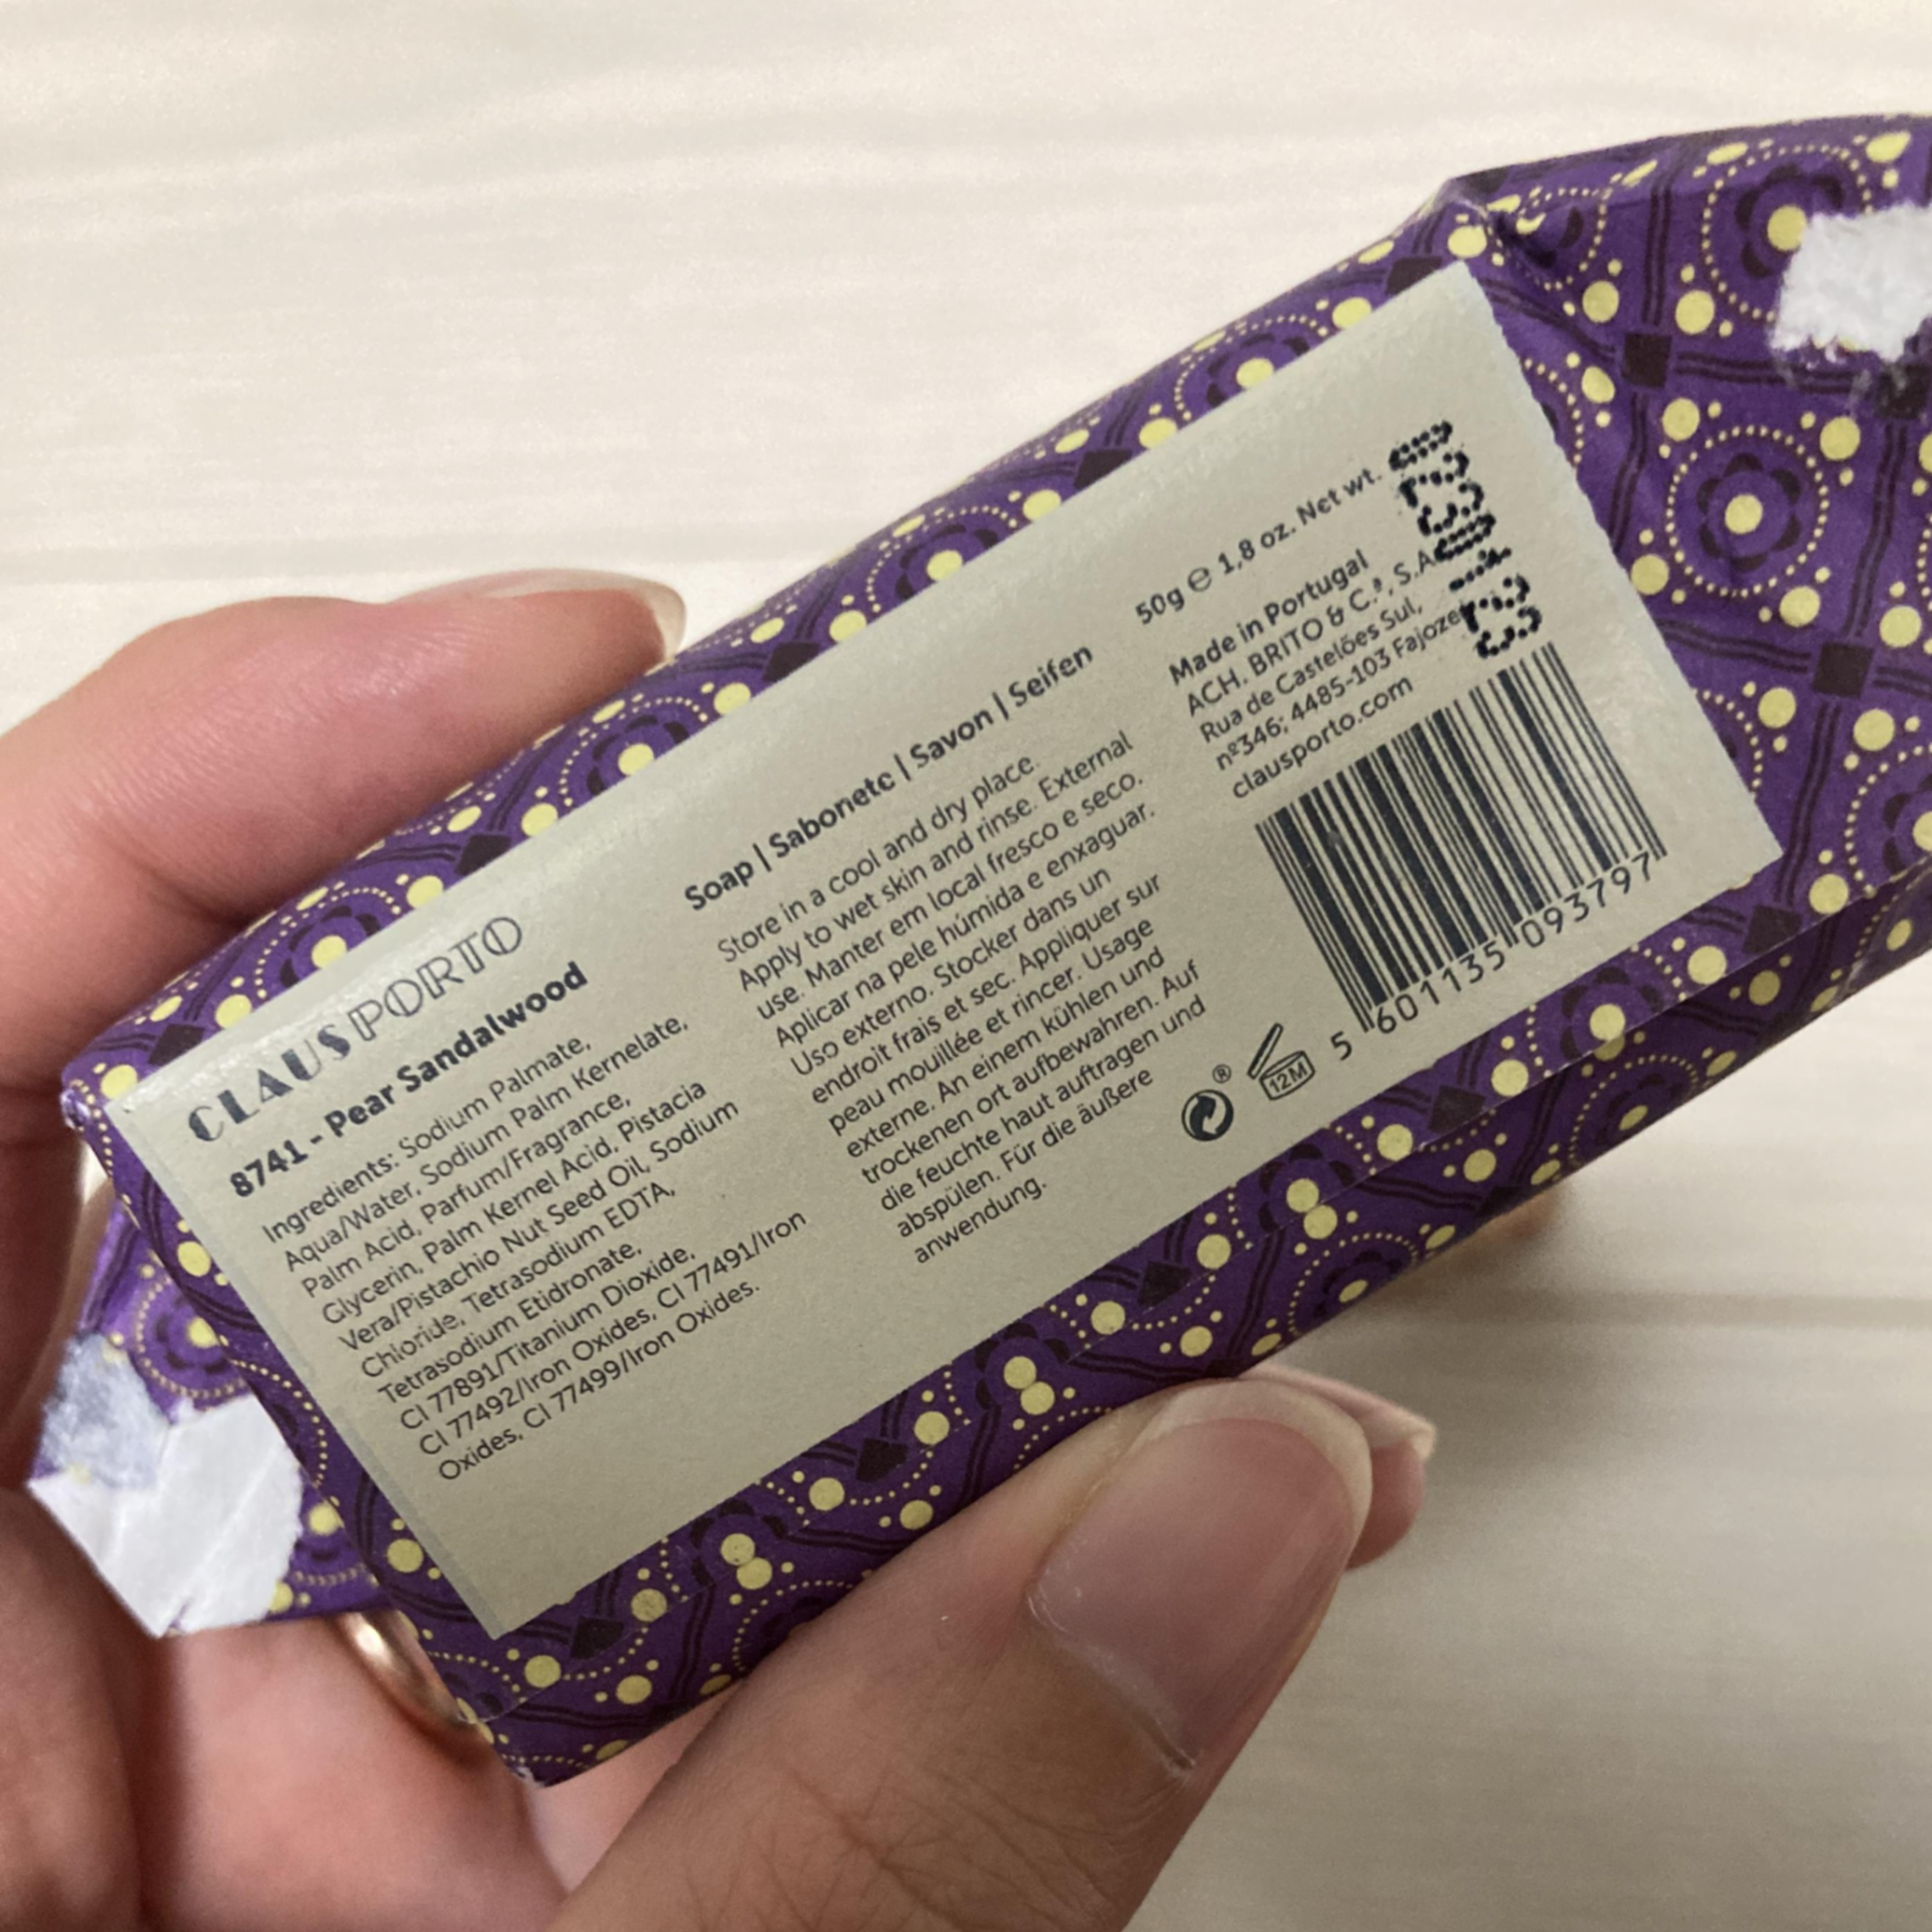 CLAUS PORTO
8741 - Pear Sandalwood
Ingredients: Sodium Palmate,
Aqua/Water, Sodium Palm Kernelate,
Palm Acid, Parfum/Fragrance,
Glycerin, Palm Kernel Acid, Pistacia
Vera/Pistachio Nut Seed Oil, Sodium
Chloride, Tetrasodium EDTA,
Tetrasodium Etidronate,
CI 77891/Titanium Dioxide,
CI 77492/Iron Oxides, CI 77491/Iron
Oxides, CI 77499/Iron Oxides.
Soap | Sabonete | Savon | Seifen
Store in a cool and dry place.
Apply to wet skin and rinse. External
use. Manter em local fresco e seco.
Aplicar na pele húmida e enxaguar.
Uso externo. Stocker dans un
endroit frais et sec. Appliquer sur
peau mouillée et rincer. Usage
externe. An einem kühlen und
trockenen ort aufbewahren. Auf
die feuchte haut auftragen und
abspülen. Für die äußere
anwendung.
50g e 1,8 oz. Net wt.
Made in Portugal
ACH. BRITO & C.ª, S.A
Rua de Castelões Sul,
nº346; 4485-103
clausporto.com
12M
®
5 601135 093797